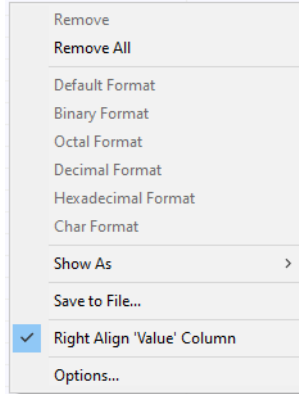 Remove
Remove All
Default Format
Binary Format
Octal Format
Decimal Format
Hexadecimal Format
Char Format
Show As
Save to File...
Right Align 'Value' Column
Options...